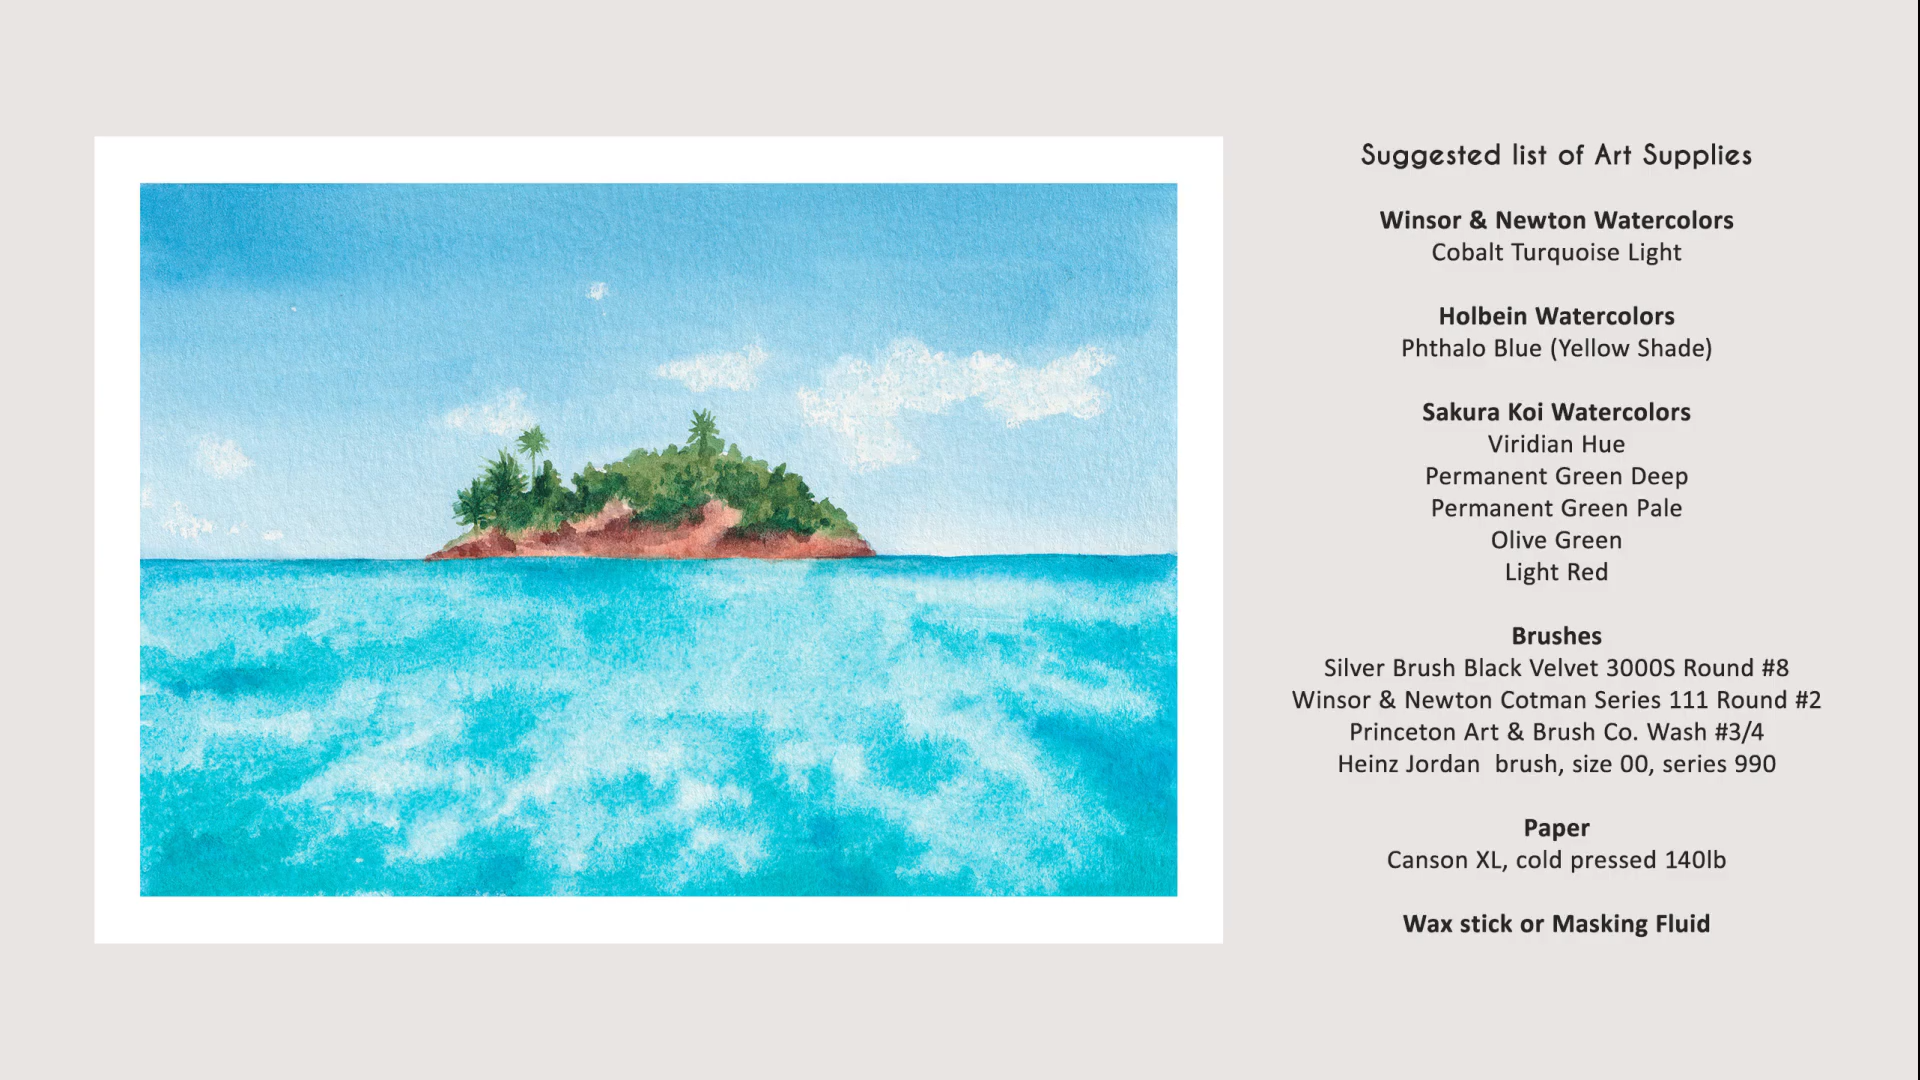 Suggested list of Art Supplies
Winsor & Newton Watercolors
Cobalt Turquoise Light
Holbein Watercolors
Phthalo Blue (Yellow Shade)
Sakura Koi Watercolors
Viridian Hue
Permanent Green Deep
Permanent Green Pale
Olive Green
Light Red
Brushes
Silver Brush Black Velvet 3000S Round #8
Winsor & Newton Cotman Series 111 Round #2
Princeton Art & Brush Co. Wash #3/4
Heinz Jordan  brush, size 00, series 990
Paper
Canson XL, cold pressed 140lb
Wax stick or Masking Fluid